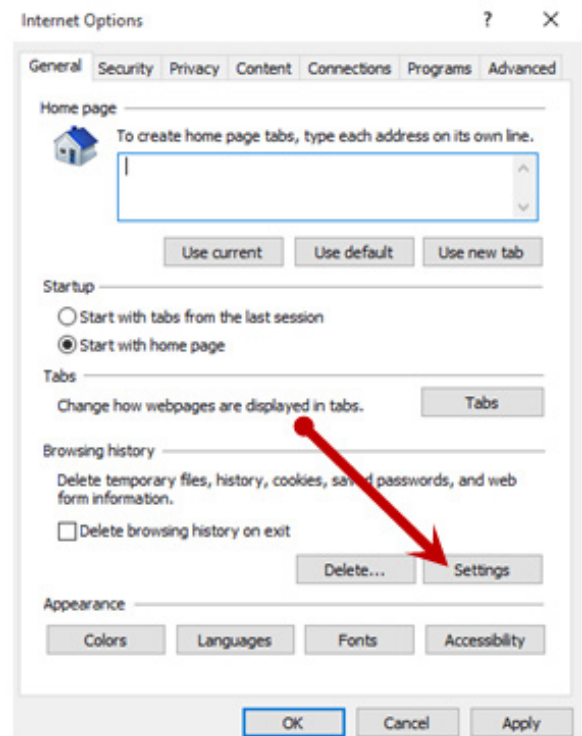 Internet Options ? X
General Security Privacy Content Connections Programs Advanced
Home page
To create home page tabs, type each address on its own line.
Use current Use default Use new tab
Startup
Start with tabs from the last session
Start with home page
Tabs
Change how webpages are displayed in tabs. Tabs
Browsing history
Delete temporary files, history, cookies, saved passwords, and web
form information.
Delete browsing history on exit
Delete... Settings
Appearance
Colors Languages Fonts Accessibility
OK Cancel Apply